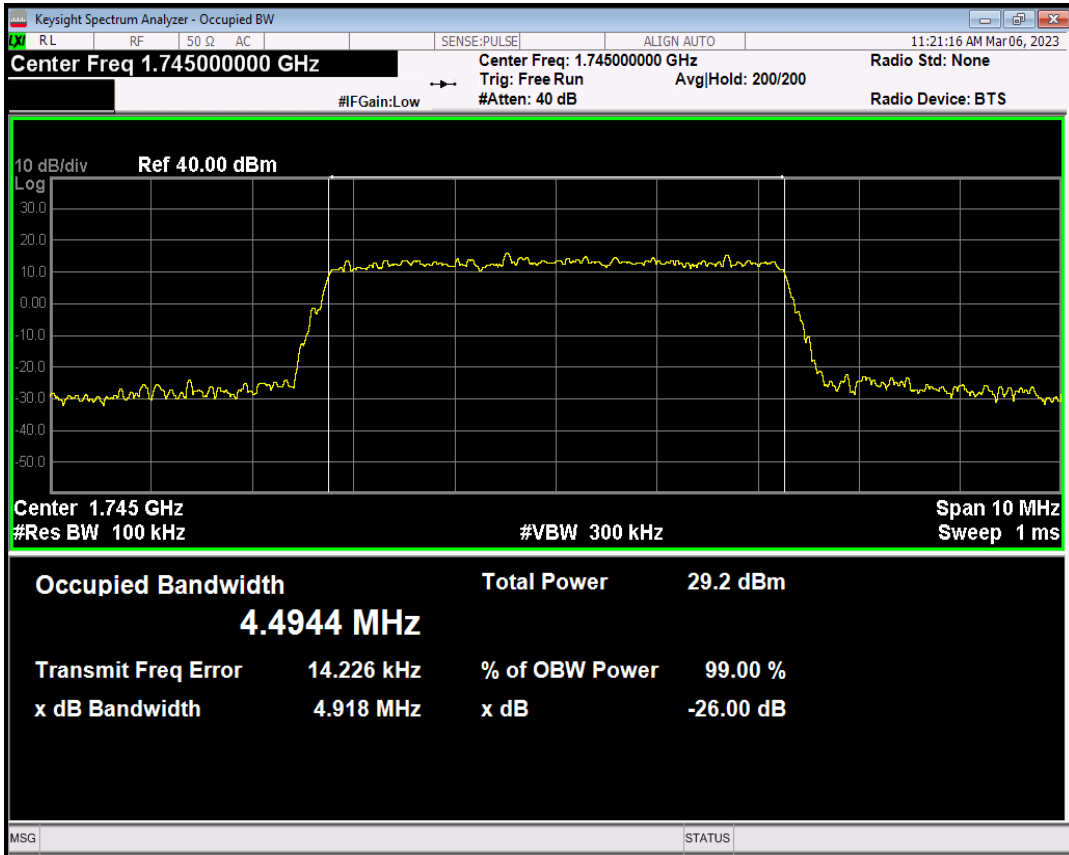 Keysight Spectrum Analyzer - Occupied BW
LXI RL RF 50 Ω AC SENSE:PULSE ALIGN AUTO 11:21:16 AM Mar 06, 2023
Center Freq 1.745000000 GHz Center Freq: 1.745000000 GHz Radio Std: None
Trig: Free Run Avg|Hold: 200/200
#IFGain:Low #Atten: 40 dB Radio Device: BTS
10 dB/div Ref 40.00 dBm
Log
30.0
20.0
10.0
0.00
-10.0
-20.0
-30.0
-40.0
-50.0
Center 1.745 GHz Span 10 MHz
#Res BW 100 kHz #VBW 300 kHz Sweep 1 ms
Occupied Bandwidth Total Power 29.2 dBm
4.4944 MHz
Transmit Freq Error 14.226 kHz % of OBW Power 99.00 %
x dB Bandwidth 4.918 MHz x dB -26.00 dB
MSG STATUS